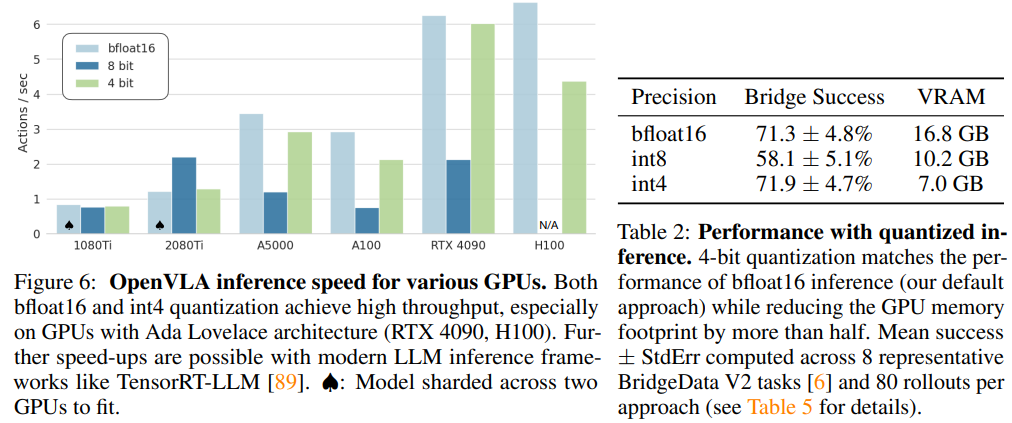 6
5
4
3
2
1
0
Actions / sec
bfloat16
8 bit
4 bit
♠
♠
N/A
1080Ti 2080Ti A5000 A100 RTX 4090 H100
Figure 6: OpenVLA inference speed for various GPUs. Both
bfloat16 and int4 quantization achieve high throughput, especially
on GPUs with Ada Lovelace architecture (RTX 4090, H100). Fur-
ther speed-ups are possible with modern LLM inference frame-
works like TensorRT-LLM [89]. ♠: Model sharded across two
GPUs to fit.
Precision Bridge Success VRAM
bfloat16 71.3 ± 4.8% 16.8 GB
int8 58.1 ± 5.1% 10.2 GB
int4 71.9 ± 4.7% 7.0 GB
Table 2: Performance with quantized in-
ference. 4-bit quantization matches the per-
formance of bfloat16 inference (our default
approach) while reducing the GPU memory
footprint by more than half. Mean success
± StdErr computed across 8 representative
BridgeData V2 tasks [6] and 80 rollouts per
approach (see Table 5 for details).